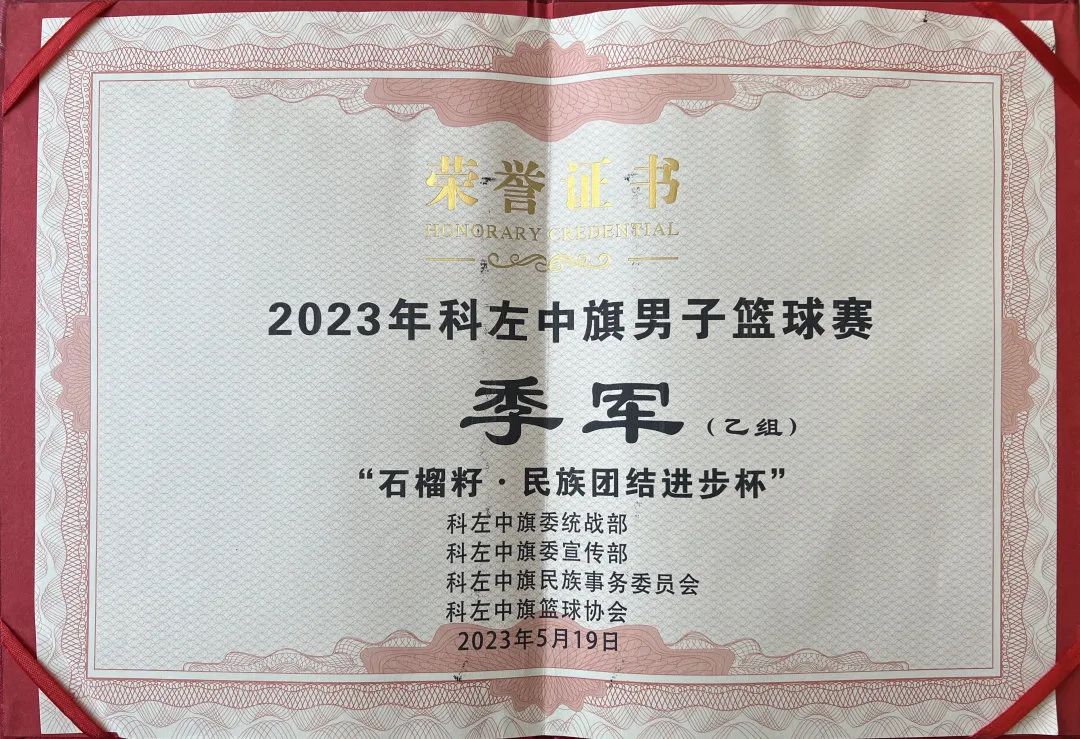 荣誉证书
HONORARY CREDENTIAL
2023年科左中旗男子篮球赛
季军（乙组）
“石榴籽·民族团结进步杯”
科左中旗委统战部
科左中旗委宣传部
科左中旗民族事务委员会
科左中旗篮球协会
2023年5月19日